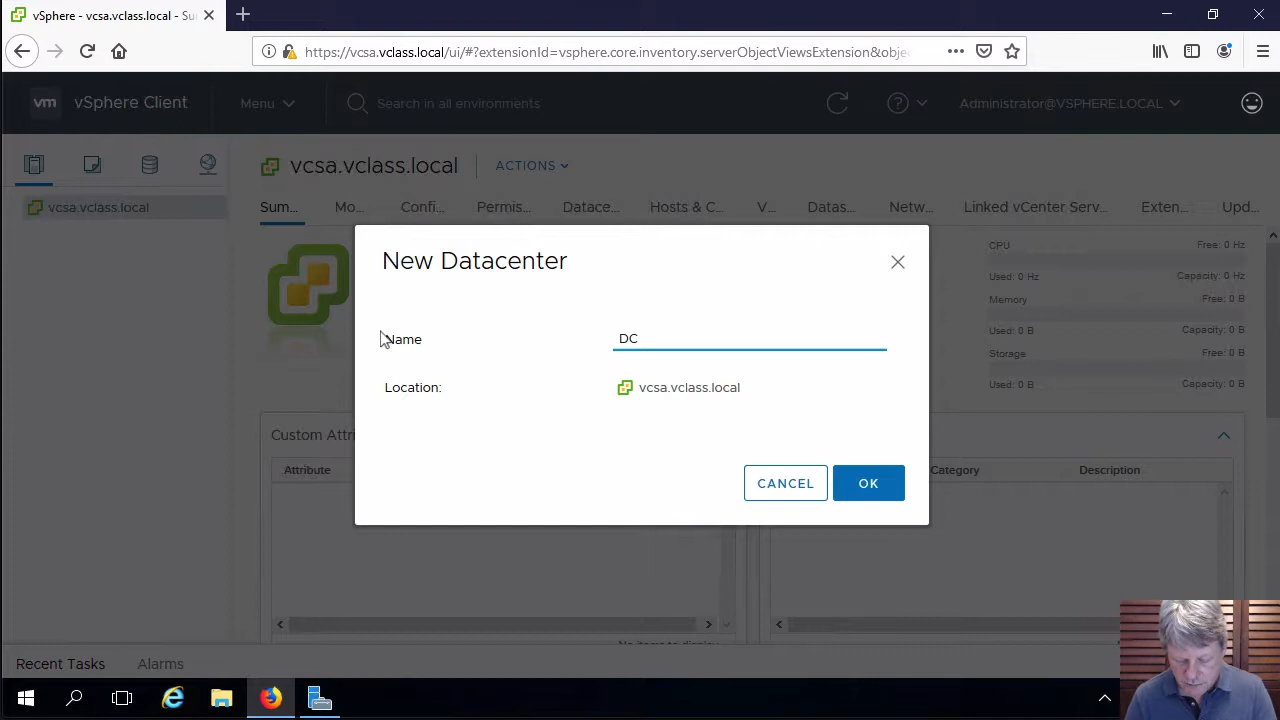 vSphere - vcsa.vclass.local - Su
https://vcsa.vclass.local/ui/#?extensionId=vsphere.core.inventory.serverObjectViewsExtension&obje
vm vSphere Client Menu Search in all environments Administrator@VSPHERE.LOCAL
vcsa.vclass.local ACTIONS
vcsa.vclass.local
Sum... Mo... Confi... Permis... Datace... Hosts & C... V... Datas... Netw... Linked vCenter Serv... Exten... Upd...
CPU Free: 0 Hz
Used: 0 Hz Capacity: 0 Hz
Memory Free: 0 B
Used: 0 B Capacity: 0 B
Storage Free: 0 B
Used: 0 B Capacity: 0 B
New Datacenter
Name DC
Location: vcsa.vclass.local
CANCEL OK
Custom Attri
Attribute Category Description
Recent Tasks Alarms